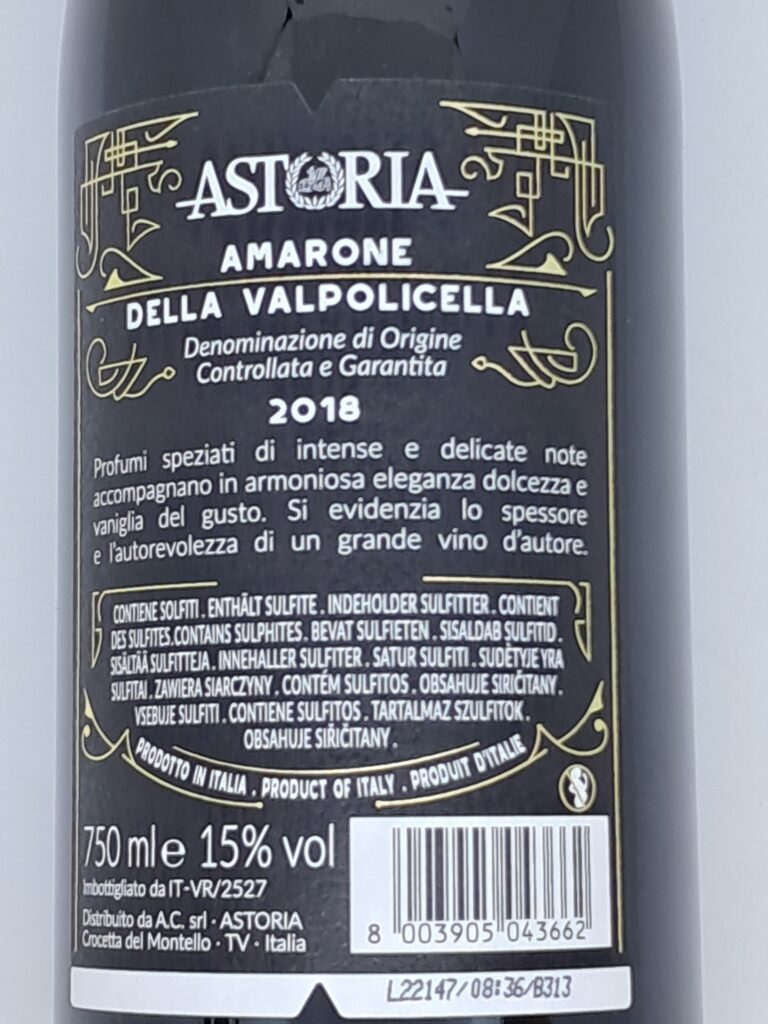 ASTORIA
AMARONE
DELLA VALPOLICELLA
Denominazione di Origine
Controllata e Garantita
2018
Profumi speziati di intense e delicate note
accompagnano in armoniosa eleganza dolcezza e
vaniglia del gusto. Si evidenzia lo spessore
e l'autorevolezza di un grande vino d'autore.
CONTIENE SOLFITI . ENTHÄLT SULFITE . INDEHOLDER SULFITTER . CONTIENT
DES SULFITES . CONTAINS SULPHITES . BEVAT SULFIETEN . SISALDAB SULFITID .
SISÄLTÄÄ SULFITTEJA . INNEHALLER SULFITER . SATUR SULFITI . SUDĖTYJE YRA
SULFITAI . ZAWIERA SIARCZYNY . CONTÉM SULFITOS . OBSAHUJE SIRIČITANY .
VSEBUJE SULFITI . CONTIENE SULFITOS . TARTALMAZ SZULFITOK .
OBSAHUJE SIŘIČITANY .
PRODOTTO IN ITALIA . PRODUCT OF ITALY . PRODUIT D'ITALIE
750 ml e 15% vol
Imbottigliato da IT-VR/2527
Distribuito da A.C. srl · ASTORIA
Crocetta del Montello · TV · Italia
8 003905 043662
L22147/08:36/B313